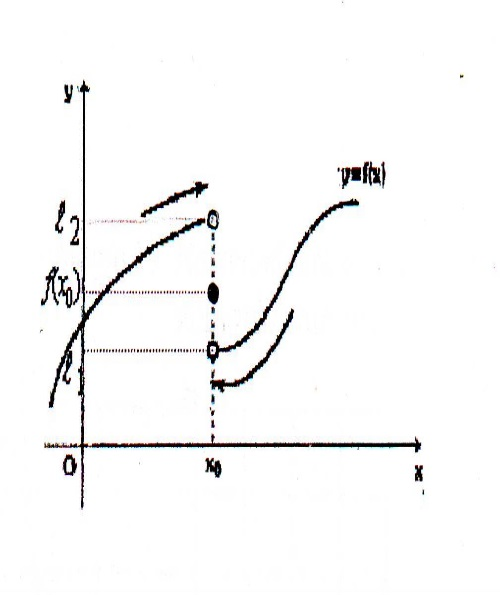 y
y=f(x)
ℓ2
f(x0)
ℓ1
O x0 x